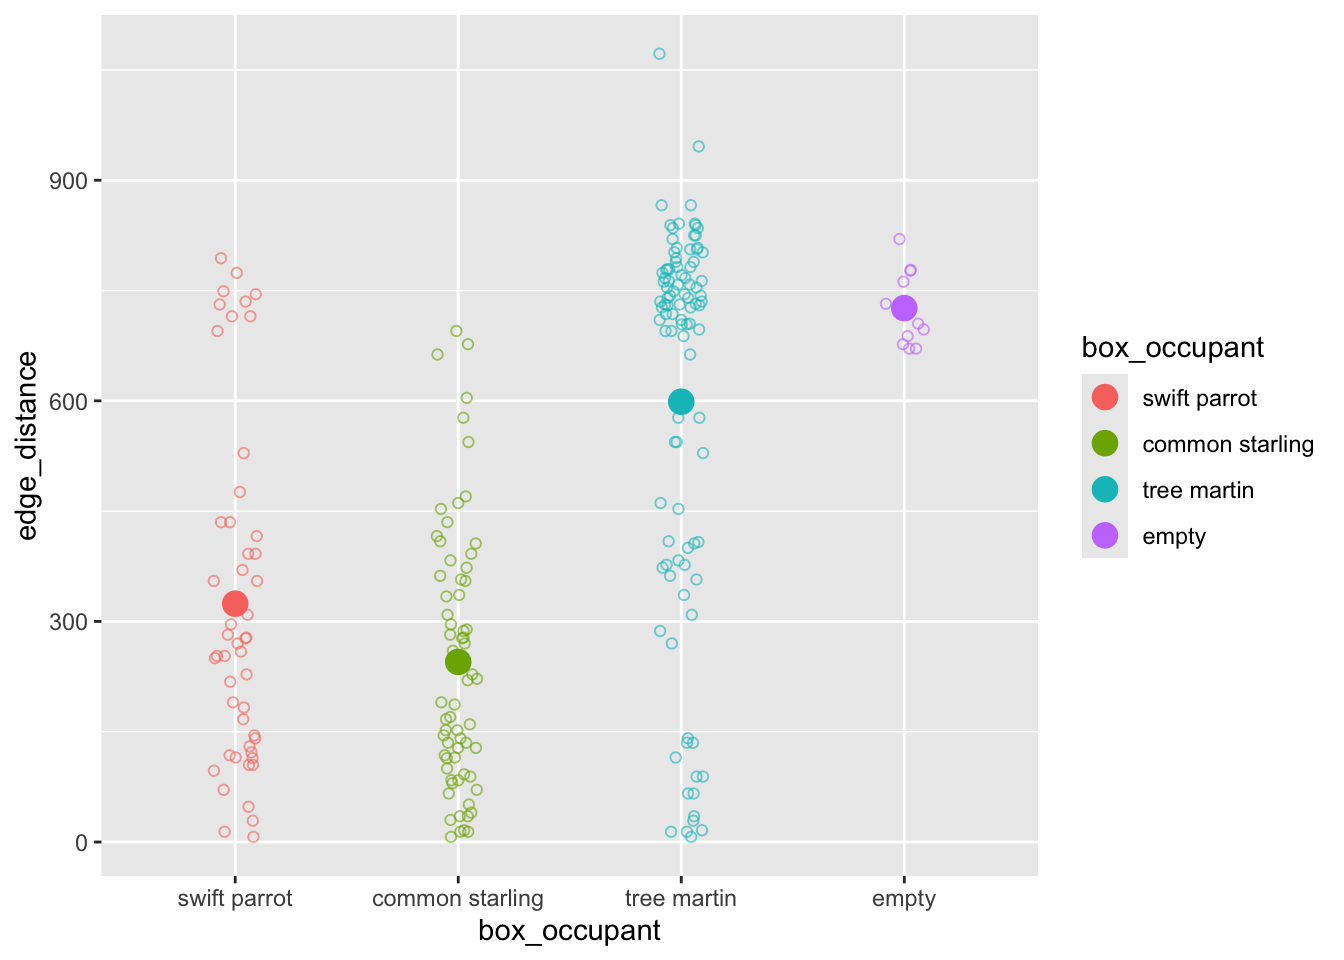 edge_distance
900
600
300
0
swift parrot
common starling
tree martin
empty
box_occupant
box_occupant
swift parrot
common starling
tree martin
empty